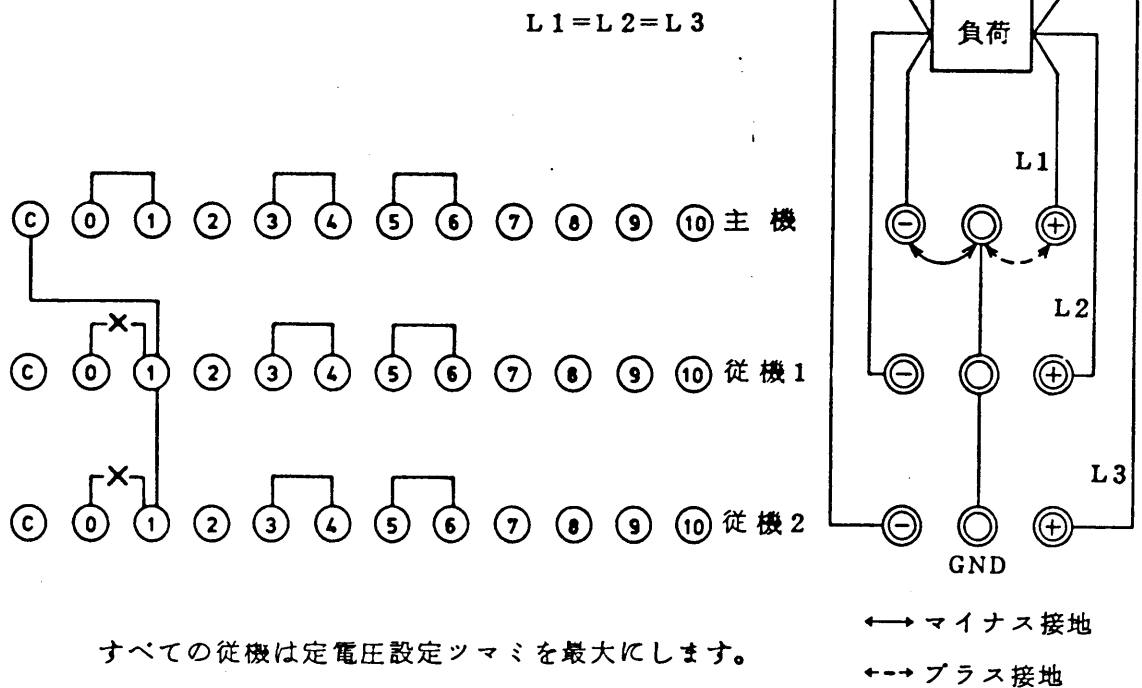 L1=L2=L3
負荷
L1
C 0 1 2 3 4 5 6 7 8 9 10 主機
− +
L2
C 0 1 2 3 4 5 6 7 8 9 10 従機1
− +
L3
C 0 1 2 3 4 5 6 7 8 9 10 従機2
− +
GND
マイナス接地
すべての従機は定電圧設定ツマミを最大にします。
プラス接地